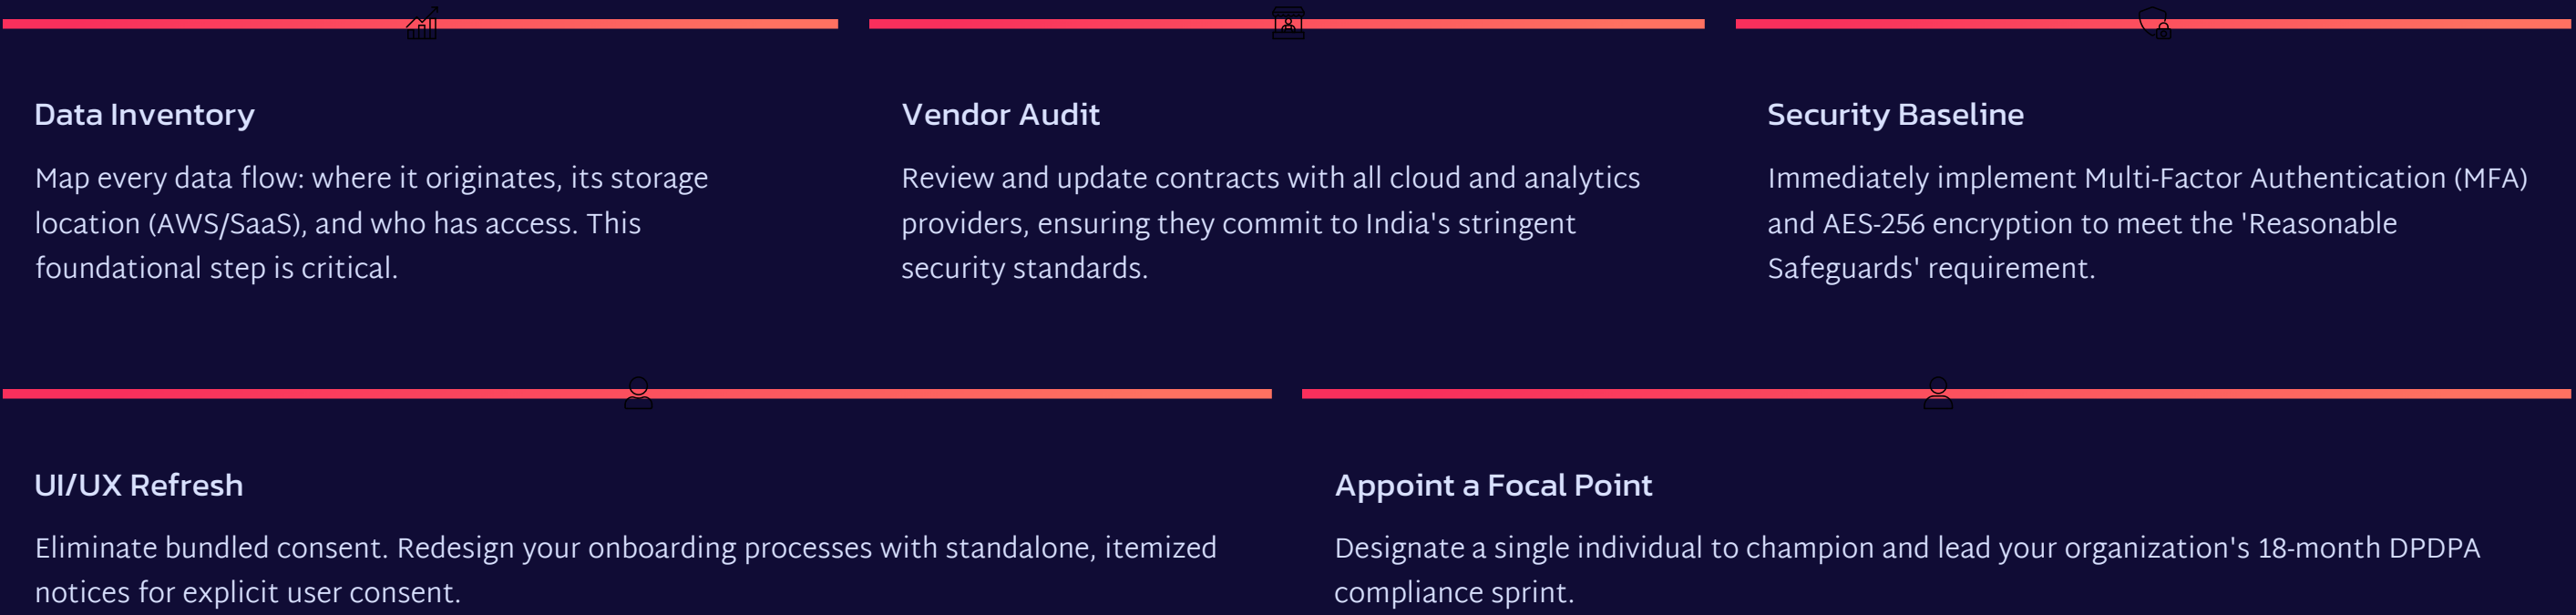 Data Inventory
Map every data flow: where it originates, its storage
location (AWS/SaaS), and who has access. This
foundational step is critical.
Vendor Audit
Review and update contracts with all cloud and analytics
providers, ensuring they commit to India's stringent
security standards.
Security Baseline
Immediately implement Multi-Factor Authentication (MFA)
and AES-256 encryption to meet the 'Reasonable
Safeguards' requirement.
UI/UX Refresh
Eliminate bundled consent. Redesign your onboarding processes with standalone, itemized
notices for explicit user consent.
Appoint a Focal Point
Designate a single individual to champion and lead your organization's 18-month DPDPA
compliance sprint.